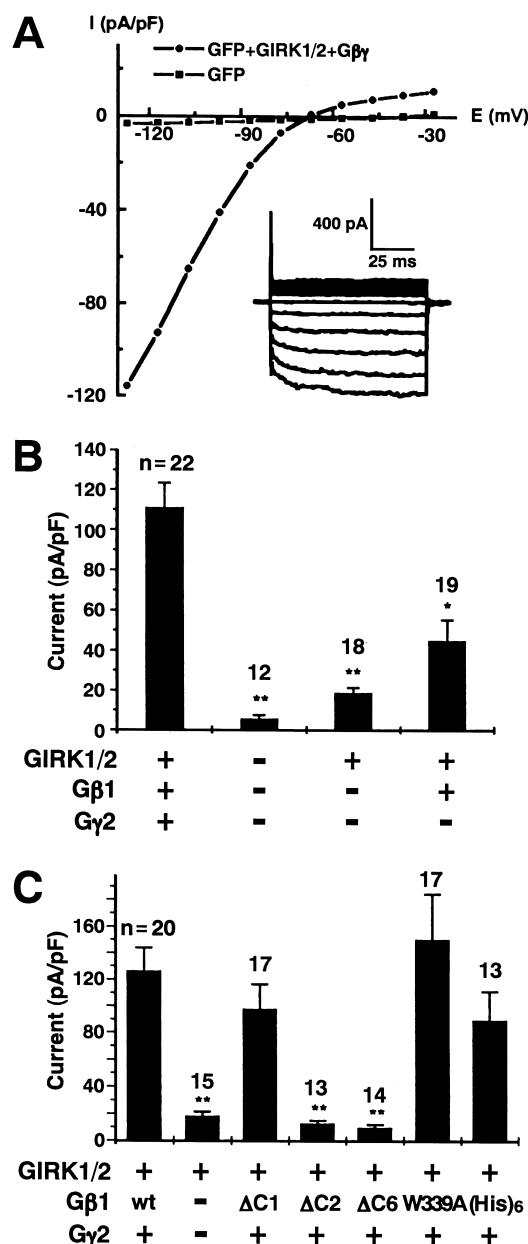 A
I (pA/pF)
GFP+GIRK1/2+Gβγ
GFP
0
E (mV)
-120 -90 -60 -30
-40
400 pA
25 ms
-80
-120
B
140
n=22
120
100
80
60
40
20
0
Current (pA/pF)
12
**
18
**
19
*
GIRK1/2 + - + +
Gβ1 + - - +
Gγ2 + - - -
C
17
160
n=20
17
13
120
80
40
0
Current (pA/pF)
15
**
13
**
14
**
GIRK1/2 + + + + + + +
Gβ1 wt - ΔC1 ΔC2 ΔC6 W339A (His)6
Gγ2 + - + + + + +